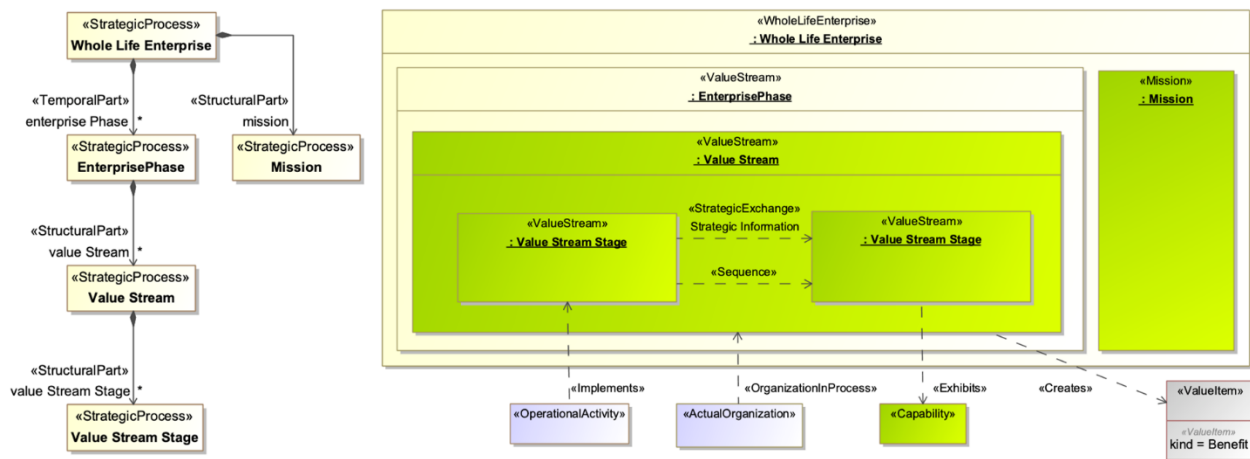 «StrategicProcess»
Whole Life Enterprise
«TemporalPart»
enterprise Phase *
«StructuralPart»
mission
«StrategicProcess»
EnterprisePhase
«StrategicProcess»
Mission
«StructuralPart»
value Stream *
«StrategicProcess»
Value Stream
«StructuralPart»
value Stream Stage *
«StrategicProcess»
Value Stream Stage
«WholeLifeEnterprise»
: Whole Life Enterprise
«ValueStream»
: EnterprisePhase
«Mission»
: Mission
«ValueStream»
: Value Stream
«ValueStream»
: Value Stream Stage
«StrategicExchange»
Strategic Information
«Sequence»
«ValueStream»
: Value Stream Stage
«Implements»
«OrganizationInProcess»
«Exhibits»
«Creates»
«OperationalActivity»
«ActualOrganization»
«Capability»
«ValueItem»
«ValueItem»
kind = Benefit